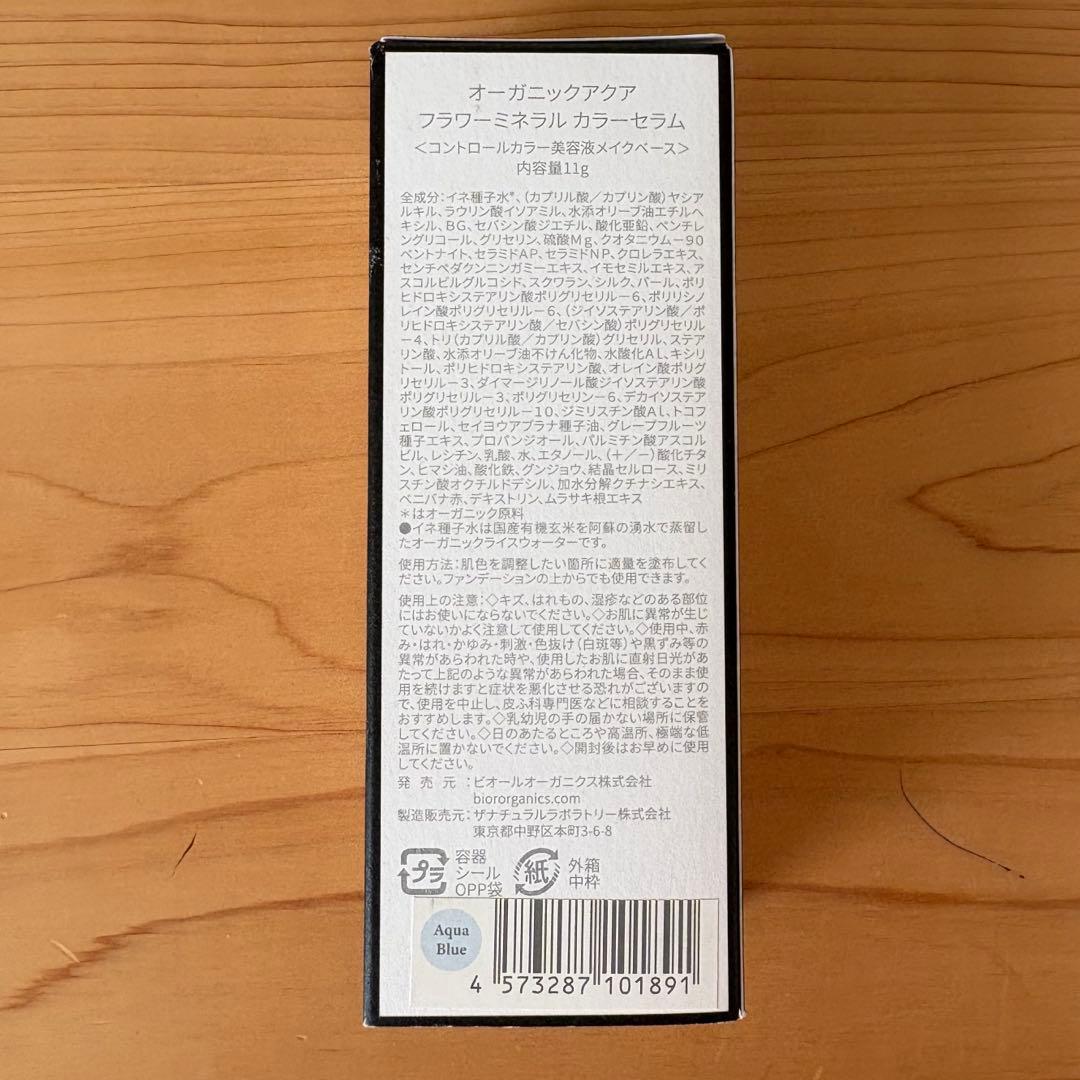 オーガニックアクア
フラワーミネラル カラーセラム
＜コントロールカラー美容液メイクベース＞
内容量11g
全成分：イネ種子水*、（カプリル酸／カプリン酸）ヤシア
ルキル、ラウリン酸イソアミル、水添オリーブ油エチルヘ
キシル、BG、セバシン酸ジエチル、酸化亜鉛、ペンチレ
ングリコール、グリセリン、硫酸Mg、クオタニウム－90
ベントナイト、セラミドAP、セラミドNP、クロレラエキス、
センチペダクンニンガミーエキス、イモセミルエキス、ア
スコルビルグルコシド、スクワラン、シルク、パール、ポリ
ヒドロキシステアリン酸ポリグリセリル－6、ポリリシノ
レイン酸ポリグリセリル－6、（ジイソステアリン酸／ポ
リヒドロキシステアリン酸／セバシン酸）ポリグリセリル
－4、トリ（カプリル酸／カプリン酸）グリセリル、ステア
リン酸、水添オリーブ油不けん化物、水酸化AL、キシリ
トール、ポリヒドロキシステアリン酸、オレイン酸ポリグ
リセリル－3、ダイマージリノール酸ジイソステアリン酸
ポリグリセリル－3、ポリグリセリン－6、デカイソステア
リン酸ポリグリセリル－10、ジミリスチン酸AL、トコフ
ェロール、セイヨウアブラナ種子油、グレープフルーツ
種子エキス、プロパンジオール、パルミチン酸アスコル
ビル、レシチン、乳酸、水、エタノール、（＋／－）酸化チタ
ン、ヒマシ油、酸化鉄、グンジョウ、結晶セルロース、ミリ
スチン酸オクチルドデシル、加水分解クチナシエキス、
ベニバナ赤、デキストリン、ムラサキ根エキス
＊はオーガニック原料
●イネ種子水は国産有機玄米を阿蘇の湧水で蒸留し
たオーガニックライスウォーターです。
使用方法：肌色を調整したい箇所に適量を塗布してく
ださい。ファンデーションの上からでも使用できます。
使用上の注意：◇キズ、はれもの、湿疹などのある部位
にはお使いにならないでください。◇お肌に異常が生じ
ていないかよく注意して使用してください。◇使用中、赤
み・はれ・かゆみ・刺激・色抜け（白斑等）や黒ずみ等の
異常があらわれた時や、使用したお肌に直射日光があ
たって上記のような異常があらわれた場合、そのまま使
用を続けますと症状を悪化させる恐れがございますの
で、使用を中止し、皮ふ科専門医などに相談することを
おすすめします。◇乳幼児の手の届かない場所に保管
してください。◇日のあたるところや高温所、極端な低
温所に置かないでください。◇開封後はお早めに使用
してください。
発 売 元：ビオールオーガニクス株式会社
biororganics.com
製造販売元：ザナチュラルラボラトリー株式会社
東京都中野区本町3-6-8
プラ 容器
シール
OPP袋
紙 外箱
中枠
Aqua
Blue
4 573287 101891